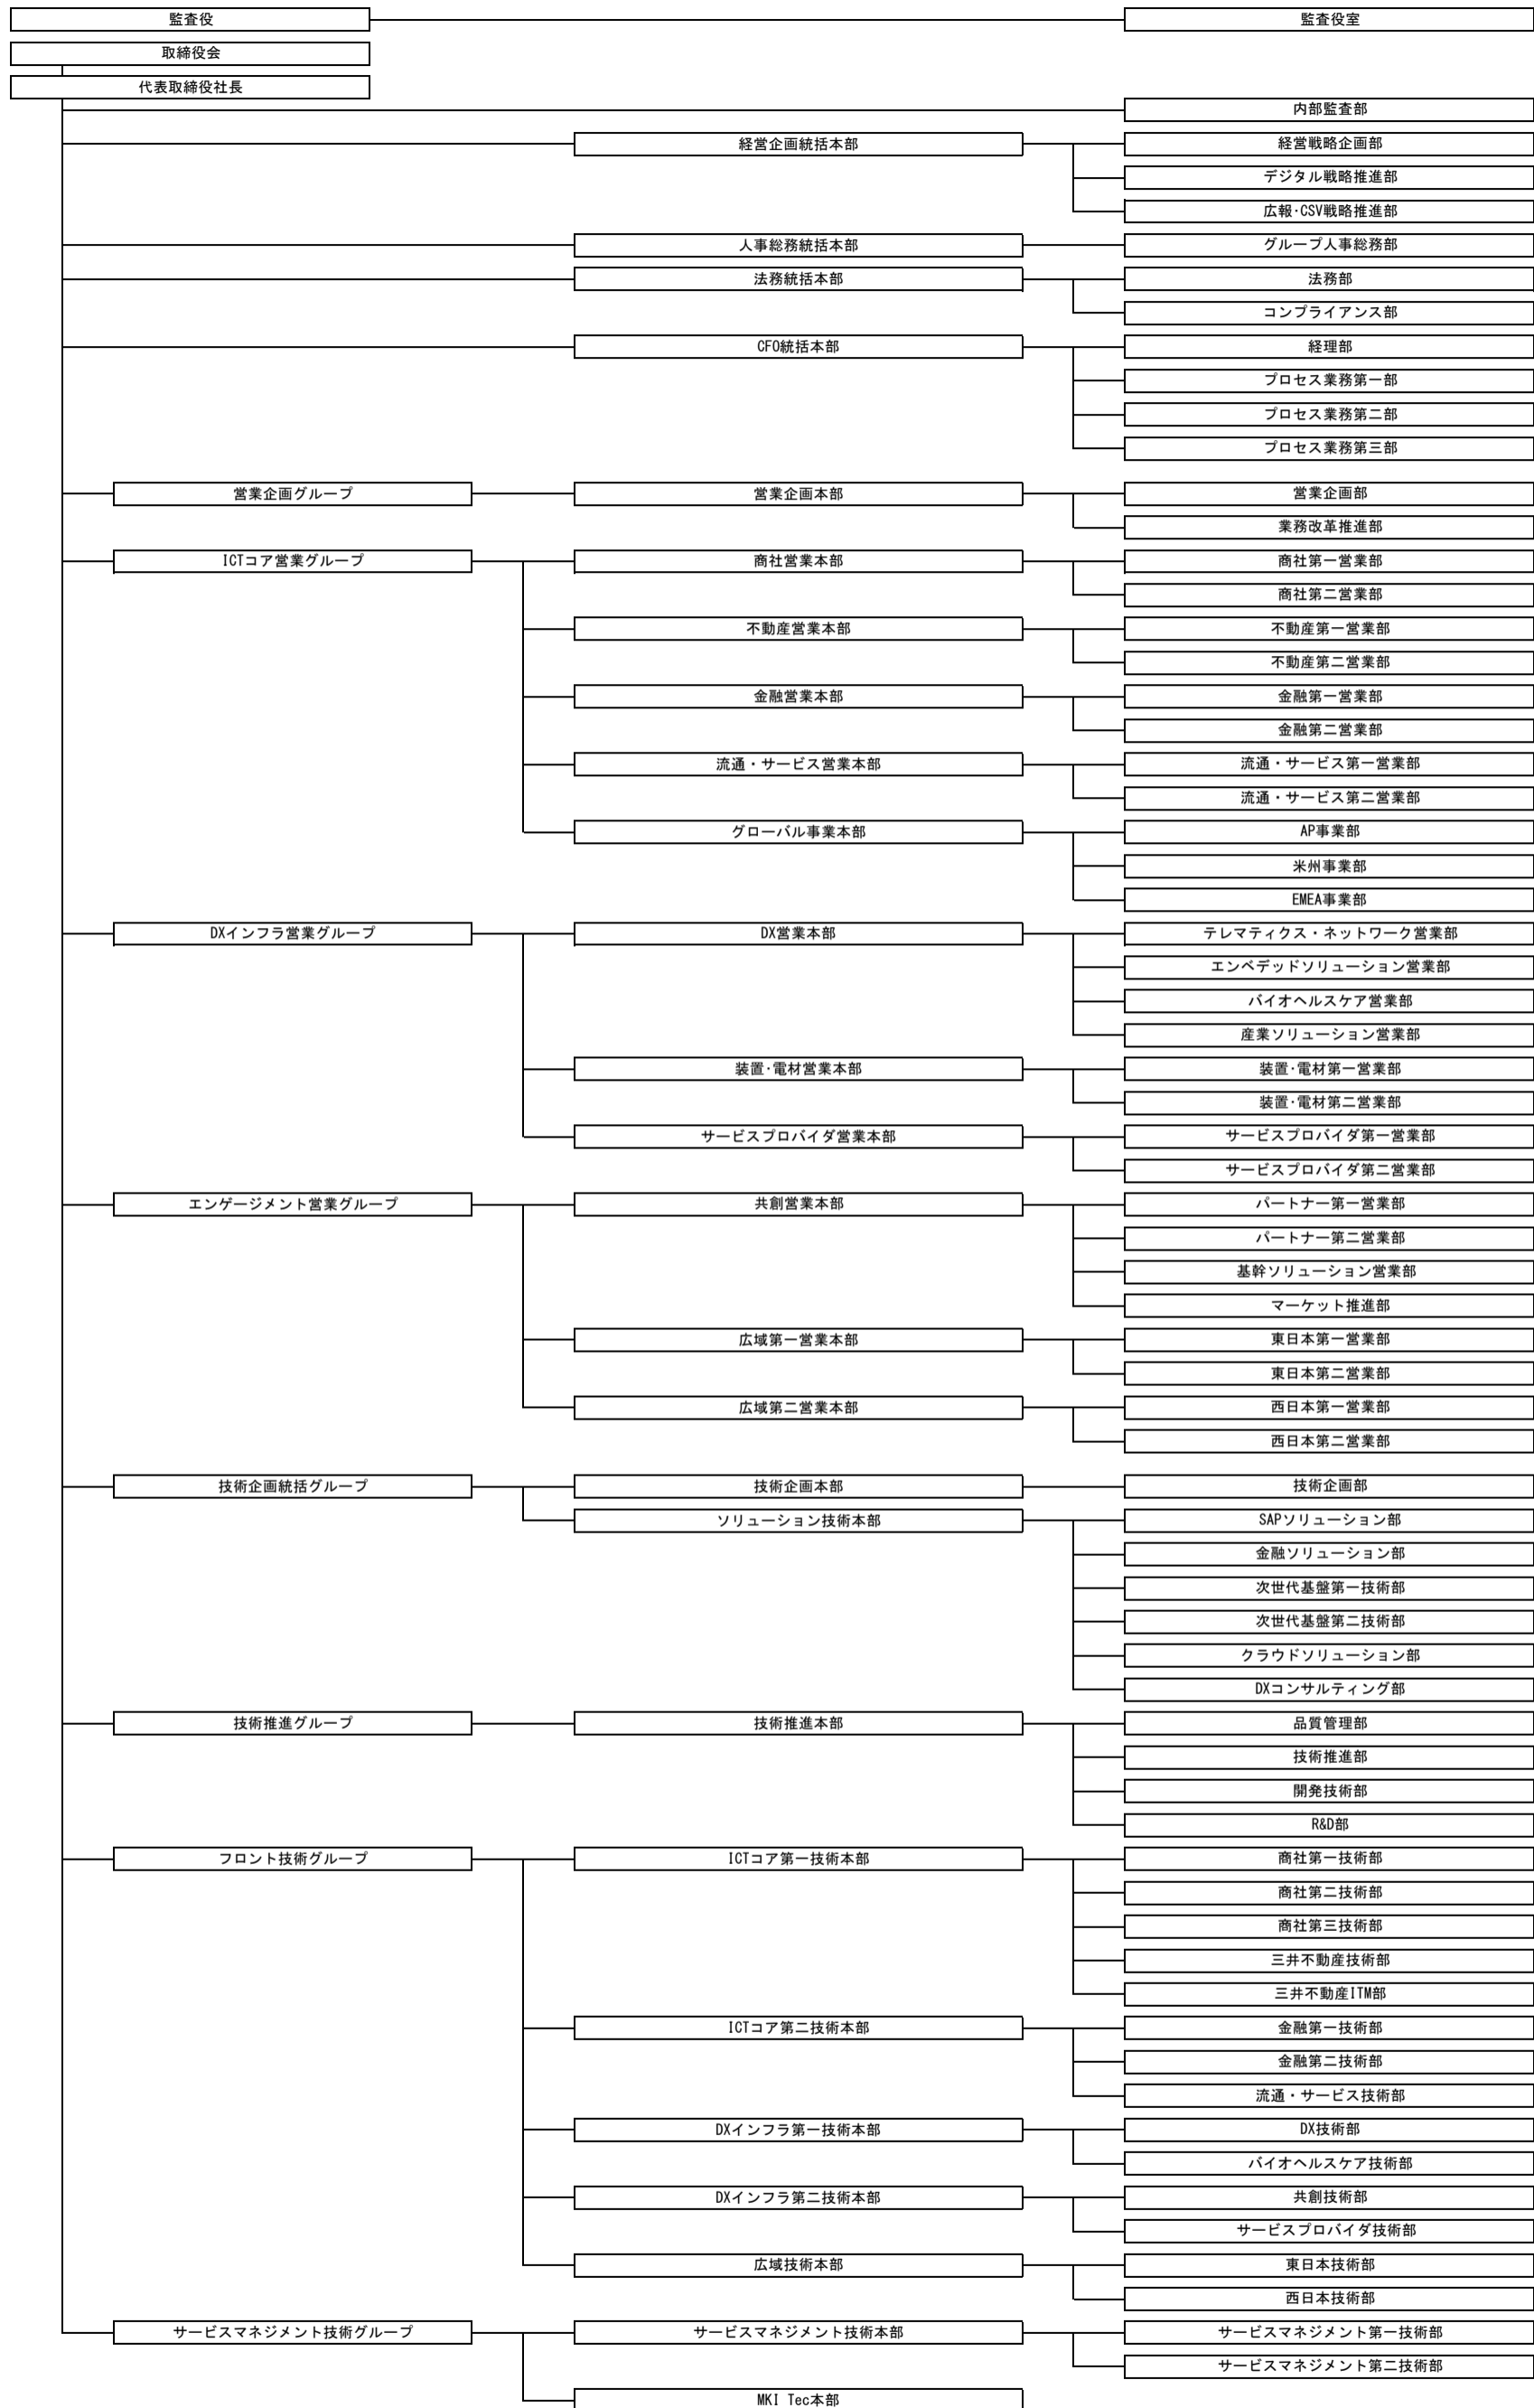 監査役 監査役室
取締役会
代表取締役社長
内部監査部
経営企画統括本部 経営戦略企画部
デジタル戦略推進部
広報･CSV戦略推進部
人事総務統括本部 グループ人事総務部
法務統括本部 法務部
コンプライアンス部
CFO統括本部 経理部
プロセス業務第一部
プロセス業務第二部
プロセス業務第三部
営業企画グループ 営業企画本部 営業企画部
業務改革推進部
ICTコア営業グループ 商社営業本部 商社第一営業部
商社第二営業部
不動産営業本部 不動産第一営業部
不動産第二営業部
金融営業本部 金融第一営業部
金融第二営業部
流通・サービス営業本部 流通・サービス第一営業部
流通・サービス第二営業部
グローバル事業本部 AP事業部
米州事業部
EMEA事業部
DXインフラ営業グループ DX営業本部 テレマティクス・ネットワーク営業部
エンベデッドソリューション営業部
バイオヘルスケア営業部
産業ソリューション営業部
装置･電材営業本部 装置･電材第一営業部
装置･電材第二営業部
サービスプロバイダ営業本部 サービスプロバイダ第一営業部
サービスプロバイダ第二営業部
エンゲージメント営業グループ 共創営業本部 パートナー第一営業部
パートナー第二営業部
基幹ソリューション営業部
マーケット推進部
広域第一営業本部 東日本第一営業部
東日本第二営業部
広域第二営業本部 西日本第一営業部
西日本第二営業部
技術企画統括グループ 技術企画本部 技術企画部
ソリューション技術本部 SAPソリューション部
金融ソリューション部
次世代基盤第一技術部
次世代基盤第二技術部
クラウドソリューション部
DXコンサルティング部
技術推進グループ 技術推進本部 品質管理部
技術推進部
開発技術部
R&D部
フロント技術グループ ICTコア第一技術本部 商社第一技術部
商社第二技術部
商社第三技術部
三井不動産技術部
三井不動産ITM部
ICTコア第二技術本部 金融第一技術部
金融第二技術部
流通・サービス技術部
DXインフラ第一技術本部 DX技術部
バイオヘルスケア技術部
DXインフラ第二技術本部 共創技術部
サービスプロバイダ技術部
広域技術本部 東日本技術部
西日本技術部
サービスマネジメント技術グループ サービスマネジメント技術本部 サービスマネジメント第一技術部
サービスマネジメント第二技術部
MKI Tec本部